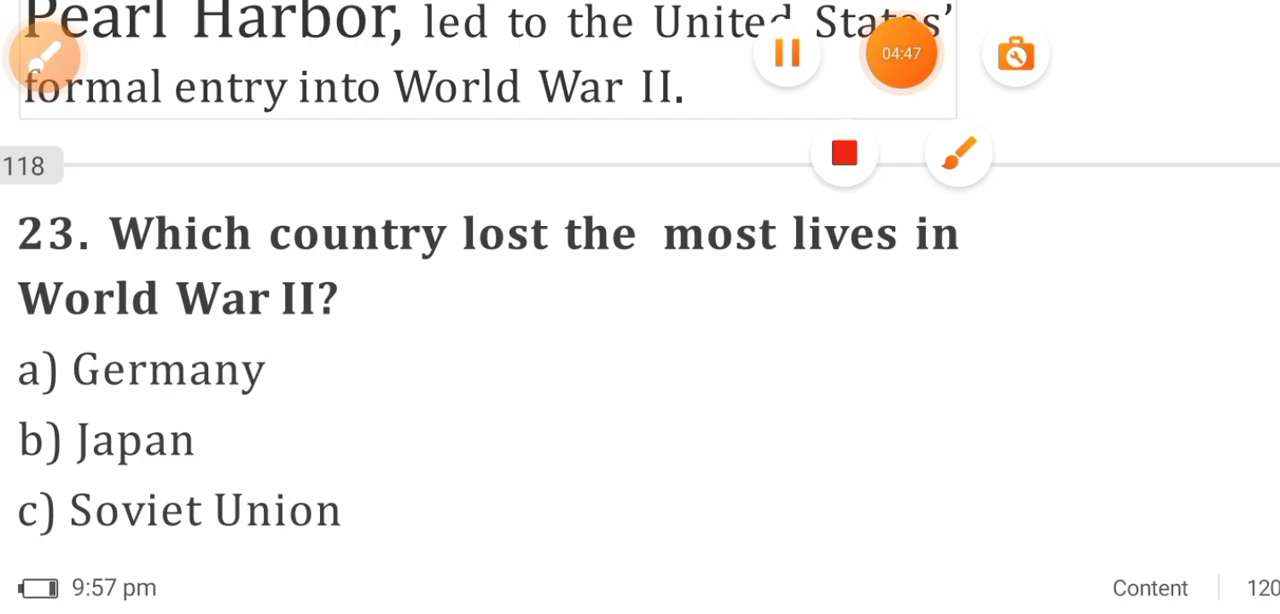 Pearl Harbor, led to the United States'
formal entry into World War II.
04:47
118
23. Which country lost the most lives in
World War II?
a) Germany
b) Japan
c) Soviet Union
9:57 pm
Content
120